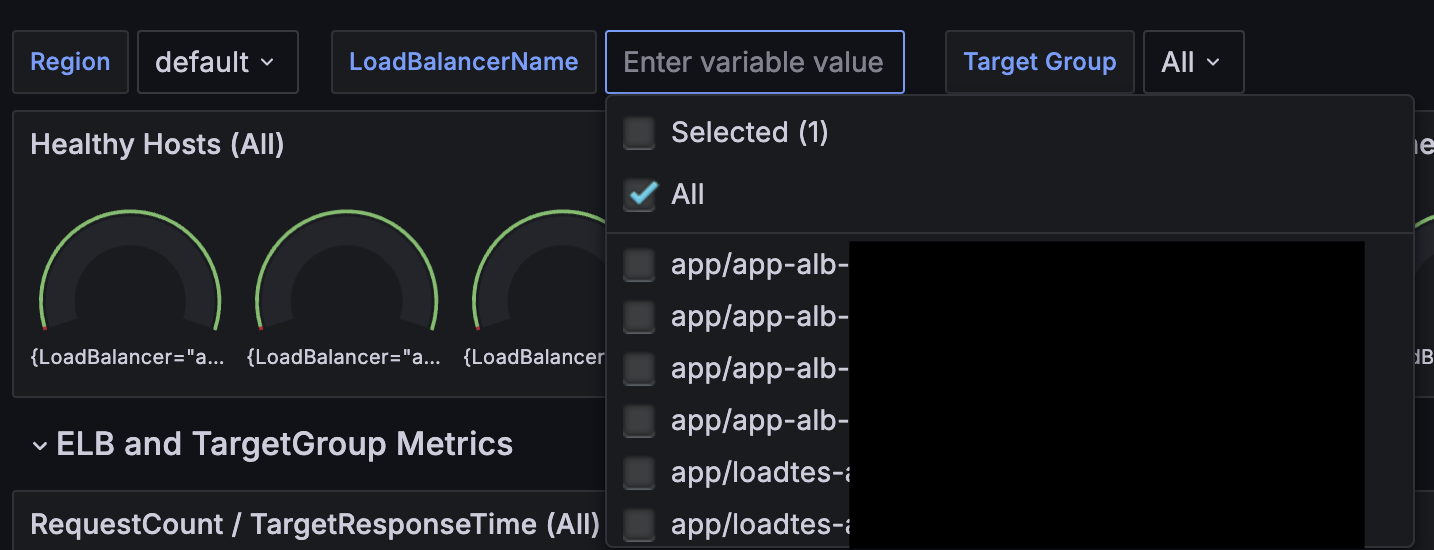 Region default LoadBalancerName Enter variable value Target Group All
Healthy Hosts (All)
Selected (1)
All
{LoadBalancer="a... {LoadBalancer="a... {LoadBalancer
app/app-alb-
app/app-alb-
app/app-alb-
app/app-alb-
app/loadtes-
app/loadtes-
ELB and TargetGroup Metrics
RequestCount / TargetResponseTime (All)